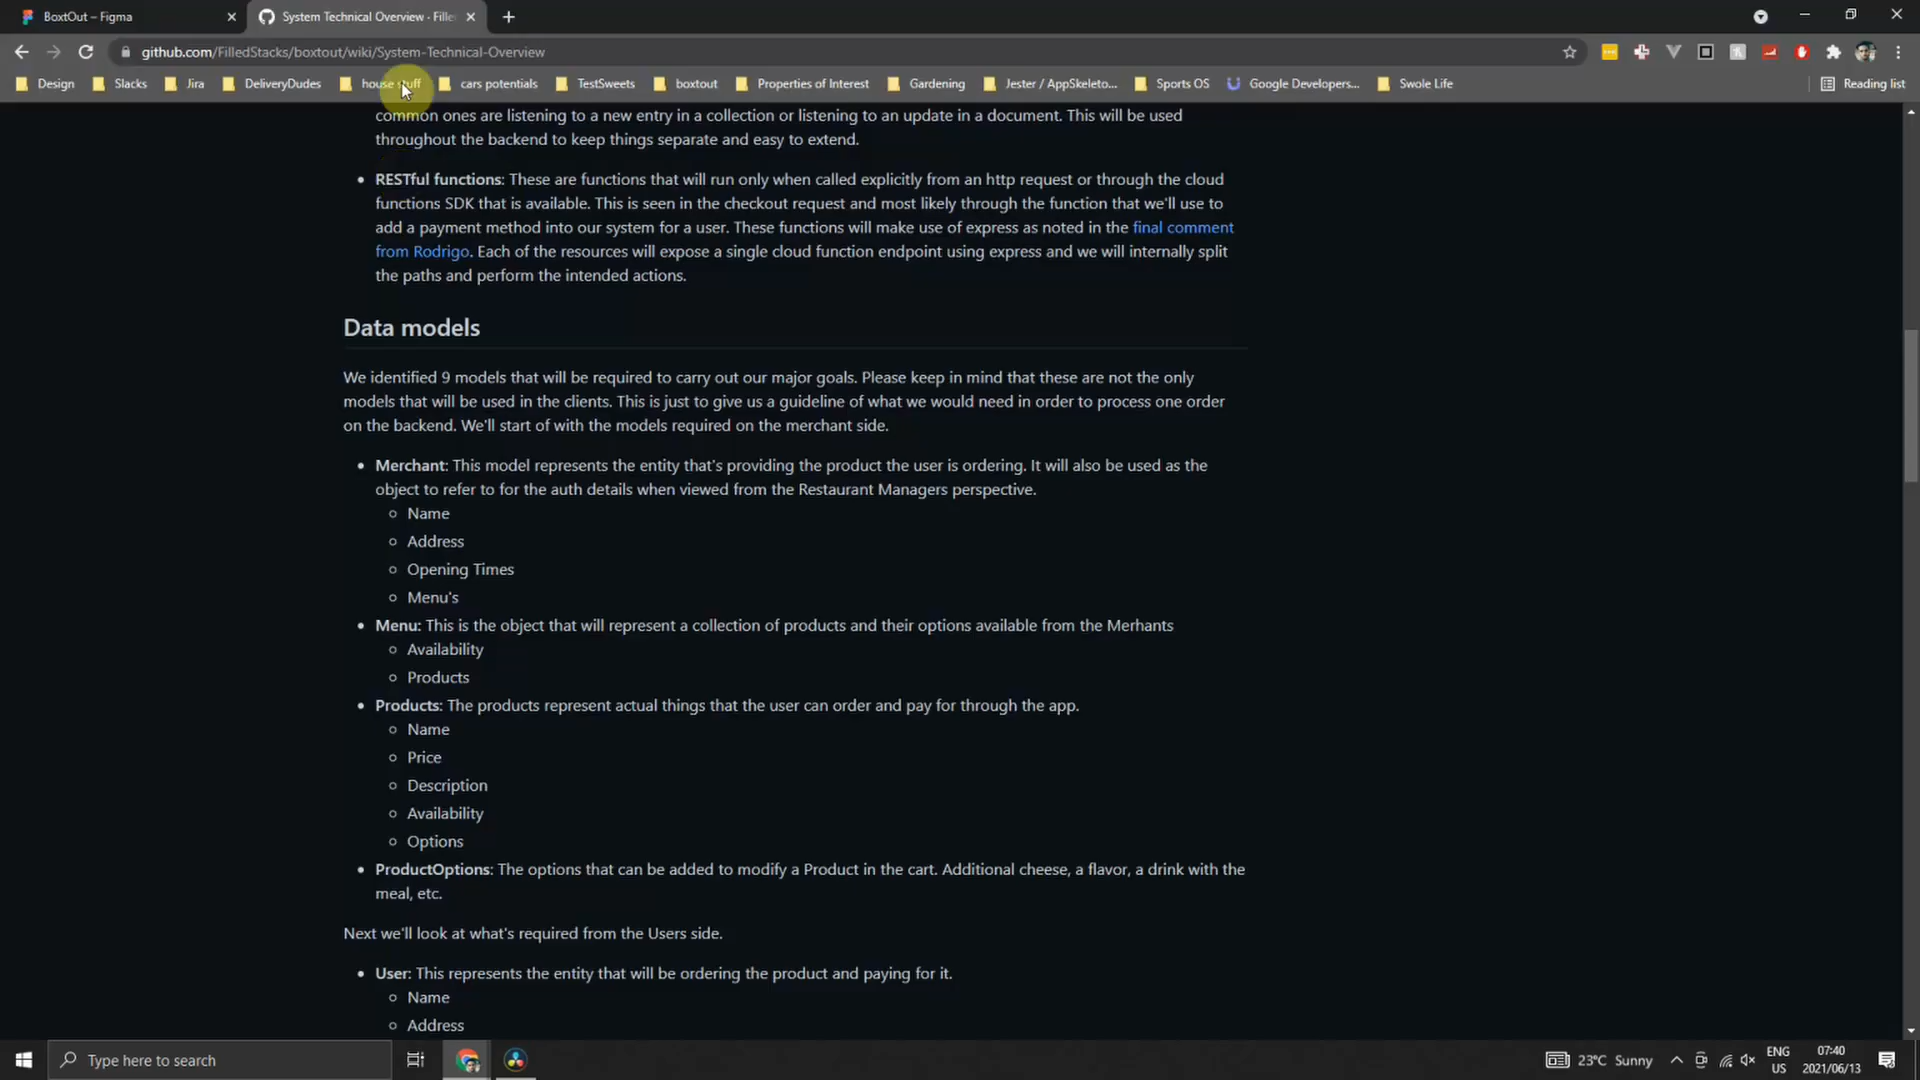 BoxtOut – Figma
System Technical Overview · Fille
github.com/FilledStacks/boxtout/wiki/System-Technical-Overview
Design
Slacks
Jira
DeliveryDudes
house stuff
cars potentials
TestSweets
boxtout
Properties of Interest
Gardening
Jester / AppSkeleto...
Sports OS
Google Developers...
Swole Life
Reading list
common ones are listening to a new entry in a collection or listening to an update in a document. This will be used
throughout the backend to keep things separate and easy to extend.
RESTful functions: These are functions that will run only when called explicitly from an http request or through the cloud
functions SDK that is available. This is seen in the checkout request and most likely through the function that we'll use to
add a payment method into our system for a user. These functions will make use of express as noted in the final comment
from Rodrigo. Each of the resources will expose a single cloud function endpoint using express and we will internally split
the paths and perform the intended actions.
Data models
We identified 9 models that will be required to carry out our major goals. Please keep in mind that these are not the only
models that will be used in the clients. This is just to give us a guideline of what we would need in order to process one order
on the backend. We'll start of with the models required on the merchant side.
Merchant: This model represents the entity that's providing the product the user is ordering. It will also be used as the
object to refer to for the auth details when viewed from the Restaurant Managers perspective.
Name
Address
Opening Times
Menu's
Menu: This is the object that will represent a collection of products and their options available from the Merhants
Availability
Products
Products: The products represent actual things that the user can order and pay for through the app.
Name
Price
Description
Availability
Options
ProductOptions: The options that can be added to modify a Product in the cart. Additional cheese, a flavor, a drink with the
meal, etc.
Next we'll look at what's required from the Users side.
User: This represents the entity that will be ordering the product and paying for it.
Name
Address
Type here to search
23°C Sunny
ENG
US
07:40
2021/06/13